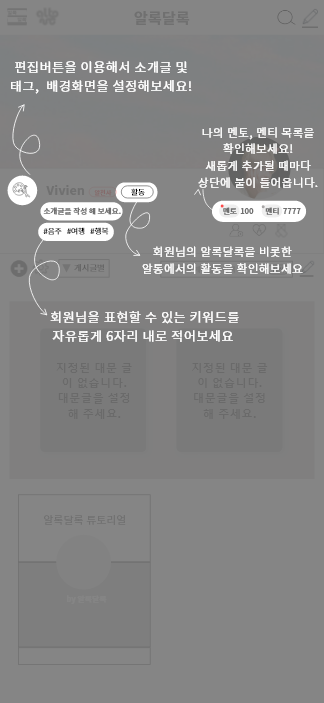 알록달록
편집버튼을 이용해서 소개글 및
태그, 배경화면을 설정해보세요!
나의 멘토, 멘티 목록을
확인해보세요!
새롭게 추가될 때마다
상단에 불이 들어옵니다.
Vivien
활동
소개글을 작성 해 보세요.
멘토 100 멘티 7777
#음주 #여행 #행복
회원님의 알록달록을 비롯한
알통에서의 활동을 확인해보세요
게시글별
회원님을 표현할 수 있는 키워드를
자유롭게 6자리 내로 적어보세요
지정된 대문 글
이 없습니다.
대문글을 설정
해 주세요.
지정된 대문 글
이 없습니다.
대문글을 설정
해 주세요.
알록달록 튜토리얼